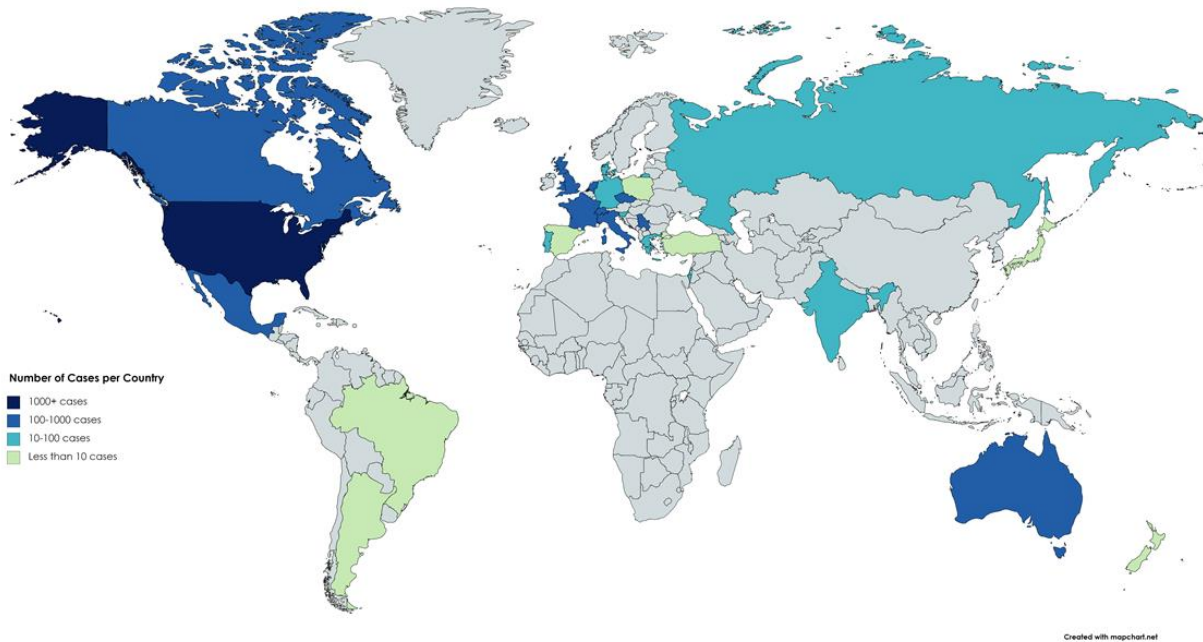 Number of Cases per Country
1000+ cases
100-1000 cases
10-100 cases
Less than 10 cases
Created with mapchart.net